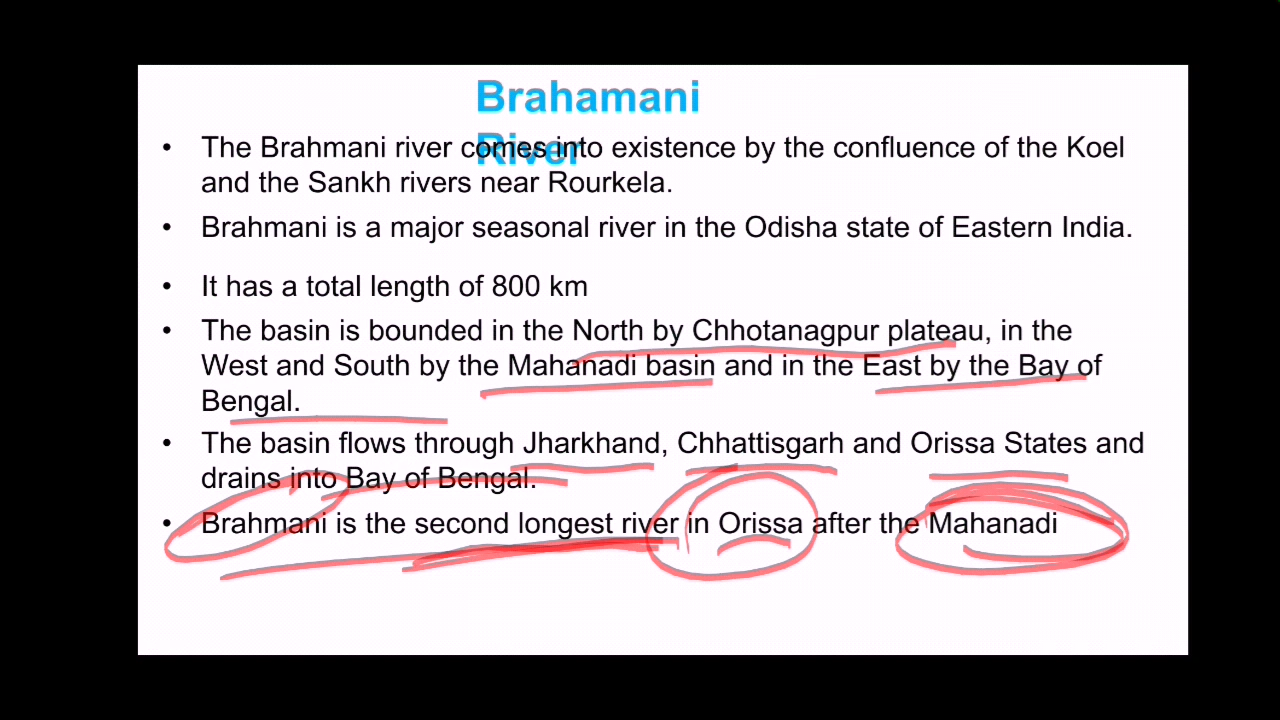 Brahamani
River
• The Brahmani river comes into existence by the confluence of the Koel
and the Sankh rivers near Rourkela.
• Brahmani is a major seasonal river in the Odisha state of Eastern India.
• It has a total length of 800 km
• The basin is bounded in the North by Chhotanagpur plateau, in the
West and South by the Mahanadi basin and in the East by the Bay of
Bengal.
• The basin flows through Jharkhand, Chhattisgarh and Orissa States and
drains into Bay of Bengal.
• Brahmani is the second longest river in Orissa after the Mahanadi